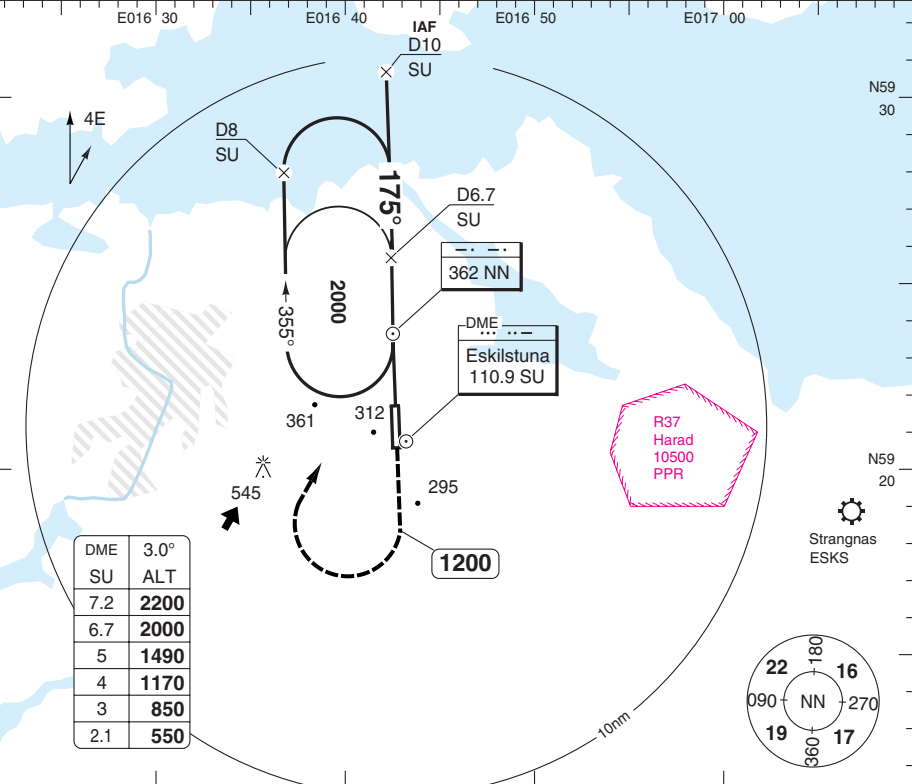 E016 30
E016 40
E016 50
E017 00
IAF
D10
SU
N59
30
4E
D8
SU
175°
D6.7
SU
362 NN
2000
355°
DME
Eskilstuna
110.9 SU
361
312
R37
Harad
10500
PPR
N59
20
545
295
Strangnas
ESKS
1200
DME 3.0°
SU ALT
7.2 2200
6.7 2000
5 1490
4 1170
3 850
2.1 550
10nm
180
22 16
090 NN 270
19 17
360